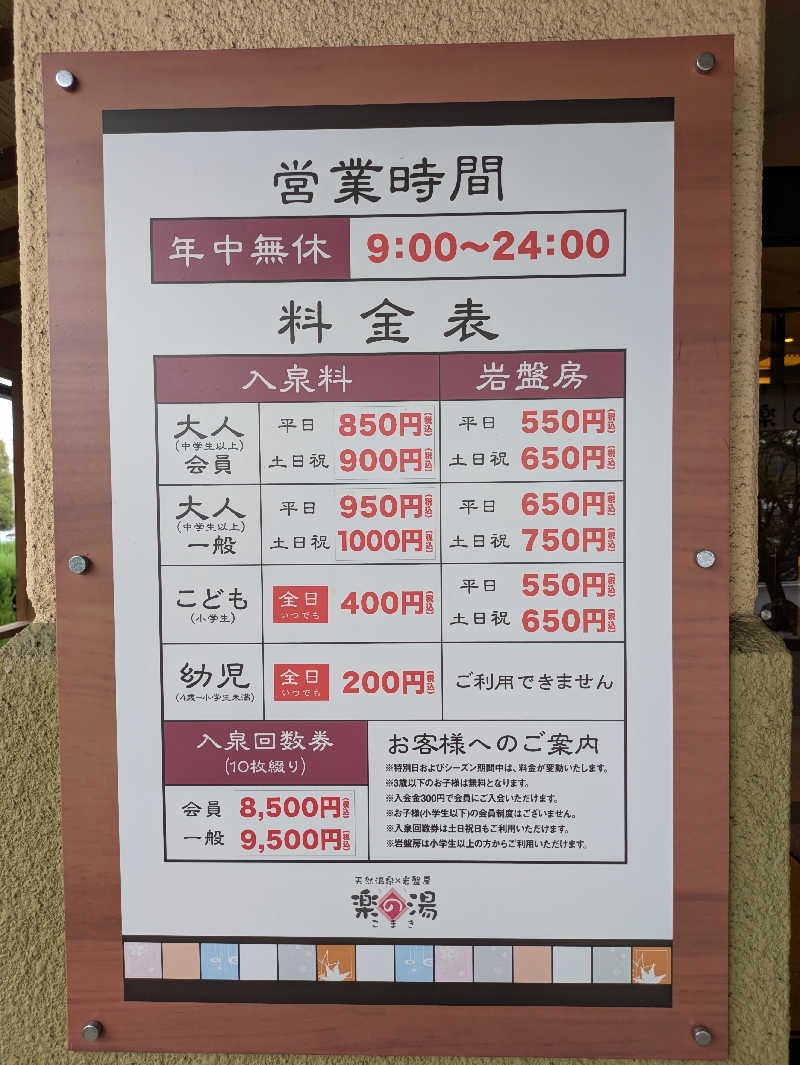 営業時間
年中無休 9:00〜24:00
料金表
入泉料 岩盤房
大人 (中学生以上) 会員
平日 850円(税込)
土日祝 900円(税込)
平日 550円(税込)
土日祝 650円(税込)
大人 (中学生以上) 一般
平日 950円(税込)
土日祝 1000円(税込)
平日 650円(税込)
土日祝 750円(税込)
こども (小学生)
全日 いつでも 400円(税込)
平日 550円(税込)
土日祝 650円(税込)
幼児 (4歳〜小学生未満)
全日 いつでも 200円(税込)
ご利用できません
入泉回数券
(10枚綴り)
会員 8,500円(税込)
一般 9,500円(税込)
お客様へのご案内
※特別日およびシーズン期間中は、料金が変動いたします。
※3歳以下のお子様は無料となります。
※入会金300円で会員にご入会いただけます。
※お子様(小学生以下)の会員制度はございません。
※入泉回数券は土日祝日もご利用いただけます。
※岩盤房は小学生以上の方からご利用いただけます。
天然温泉×岩盤房
楽の湯
こまき